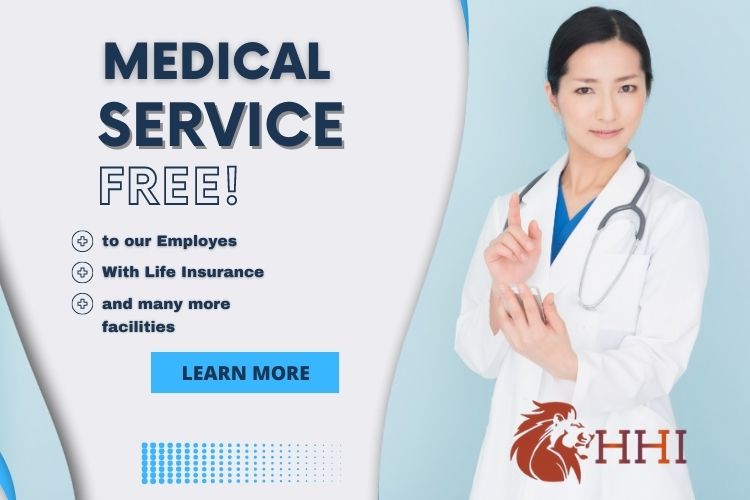 MEDICAL
SERVICE
FREE!
to our Employes
With Life Insurance
and many more
facilities
LEARN MORE
HHI